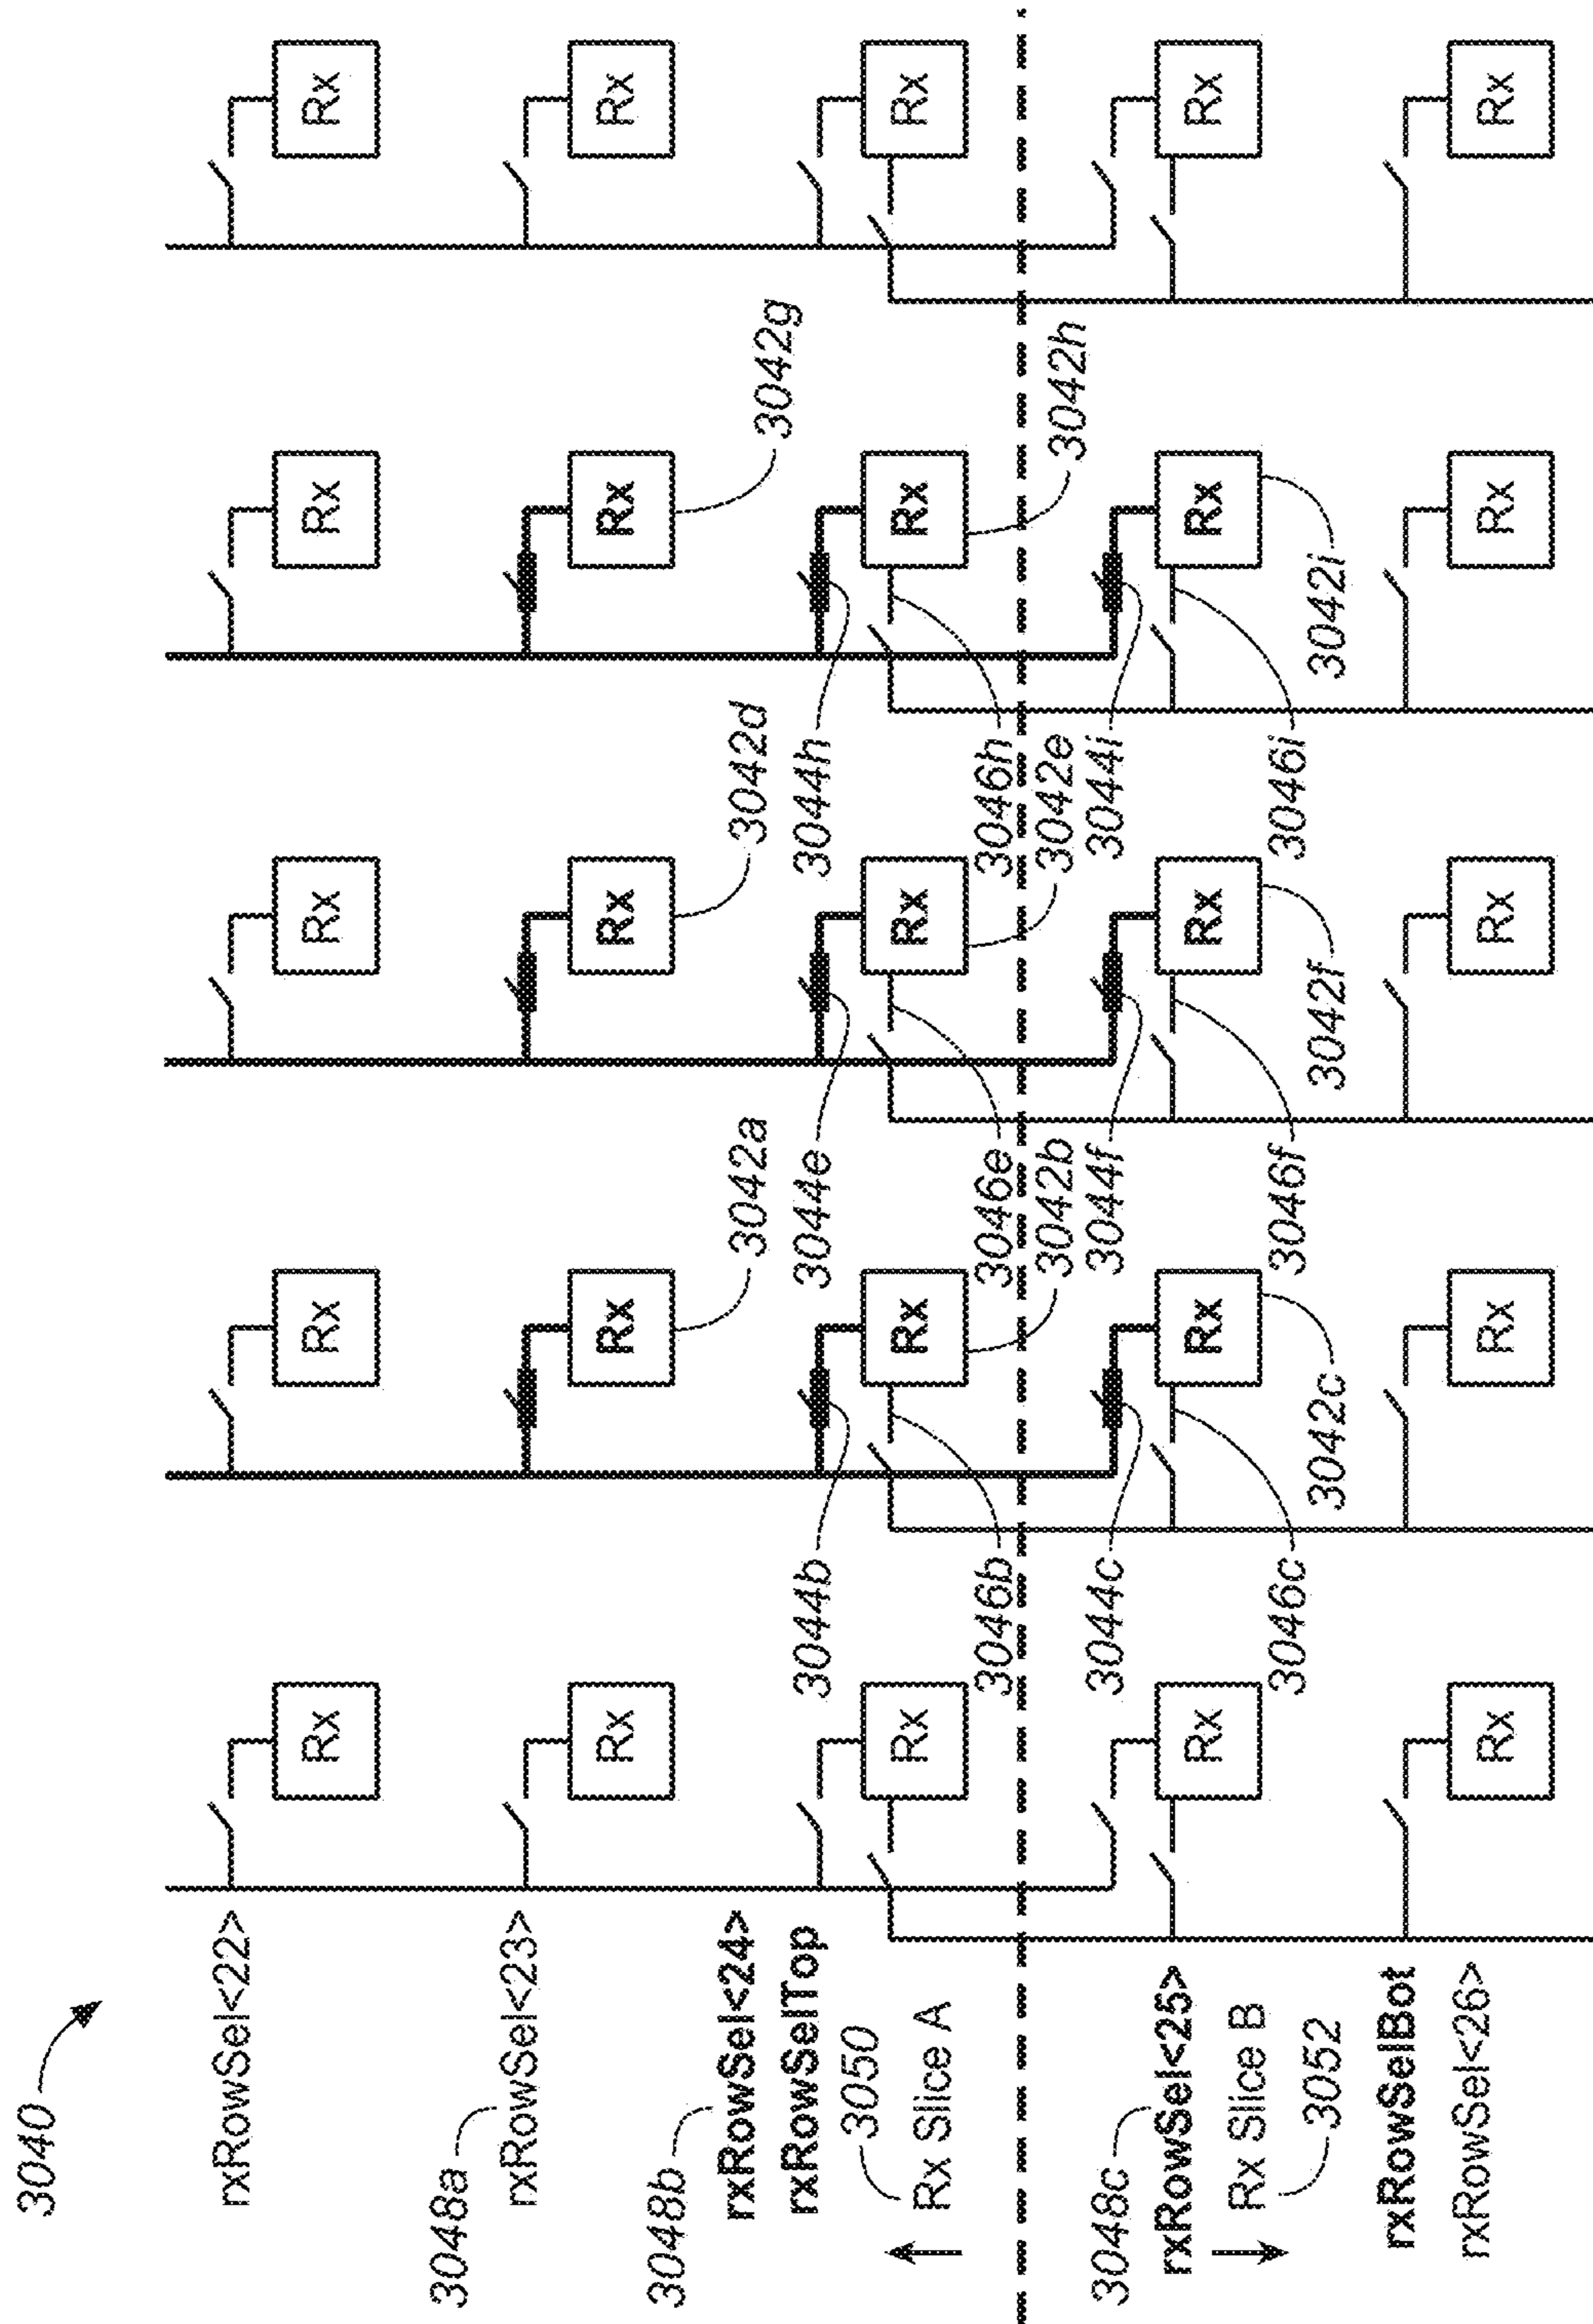 3040
rxRowSel<22>
Rx Rx Rx Rx Rx
3048a
rxRowSel<23>
Rx Rx Rx Rx Rx
3042a 3042d 3042g
3048b
rxRowSel<24>
rxRowSelTop
3044b 3044e 3044h
3050
Rx Slice A
Rx Rx Rx Rx Rx
3046b 3046e 3046h
3042b 3042e 3042h
3048c
3044c 3044f 3044i
rxRowSel<25>
Rx Rx Rx Rx Rx
Rx Slice B
3052
3046c 3046f 3046i
3042c 3042f 3042i
rxRowSelBot
rxRowSel<26>
Rx Rx Rx Rx Rx